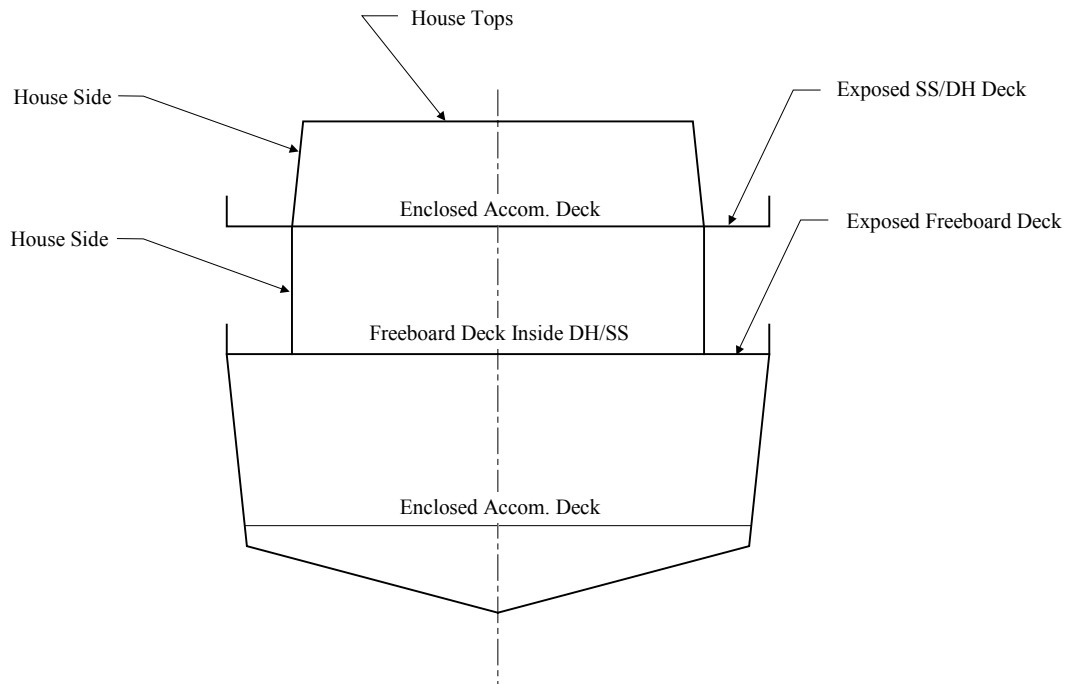 House Tops
House Side
Exposed SS/DH Deck
Enclosed Accom. Deck
House Side
Exposed Freeboard Deck
Freeboard Deck Inside DH/SS
Enclosed Accom. Deck